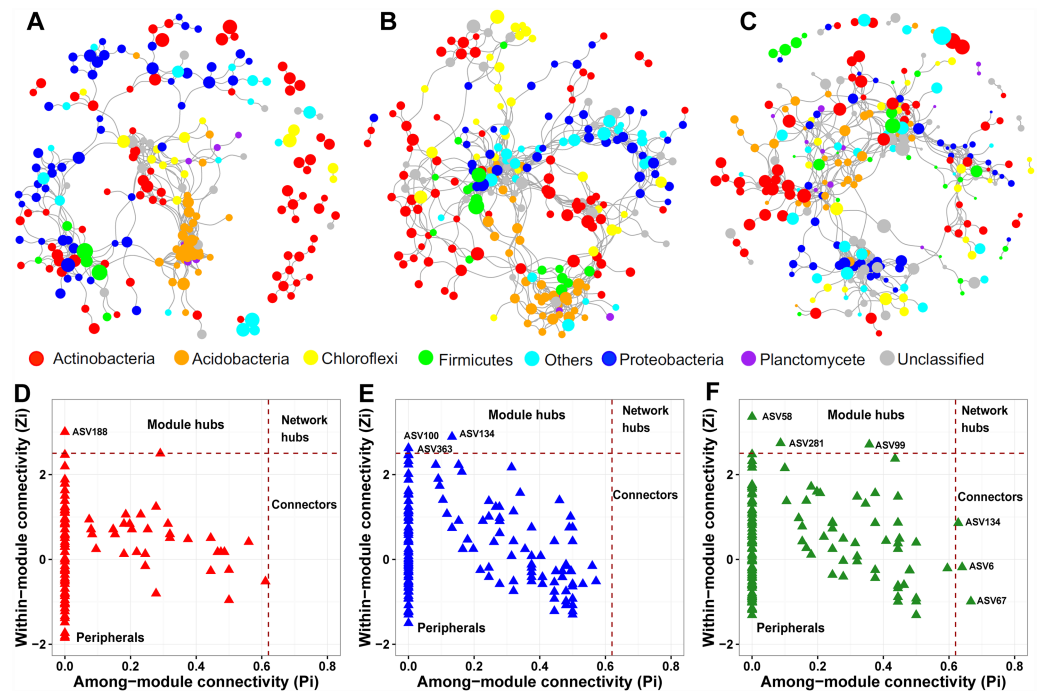 A
B
C
Actinobacteria
Acidobacteria
Chloroflexi
Firmicutes
Others
Proteobacteria
Planctomycete
Unclassified
D
Within−module connectivity (Zi)
2
0
−2
ASV188
Module hubs
Network
hubs
Connectors
Peripherals
0.0 0.2 0.4 0.6 0.8
Among−module connectivity (Pi)
E
Within−module connectivity (Zi)
2
0
−2
ASV100
ASV134
ASV363
Module hubs
Network
hubs
Connectors
Peripherals
0.0 0.2 0.4 0.6 0.8
Among−module connectivity (Pi)
F
Within−module connectivity (Zi)
2
0
−2
ASV58
Module hubs
Network
hubs
ASV281
ASV99
Connectors
ASV134
ASV6
ASV67
Peripherals
0.0 0.2 0.4 0.6 0.8
Among−module connectivity (Pi)